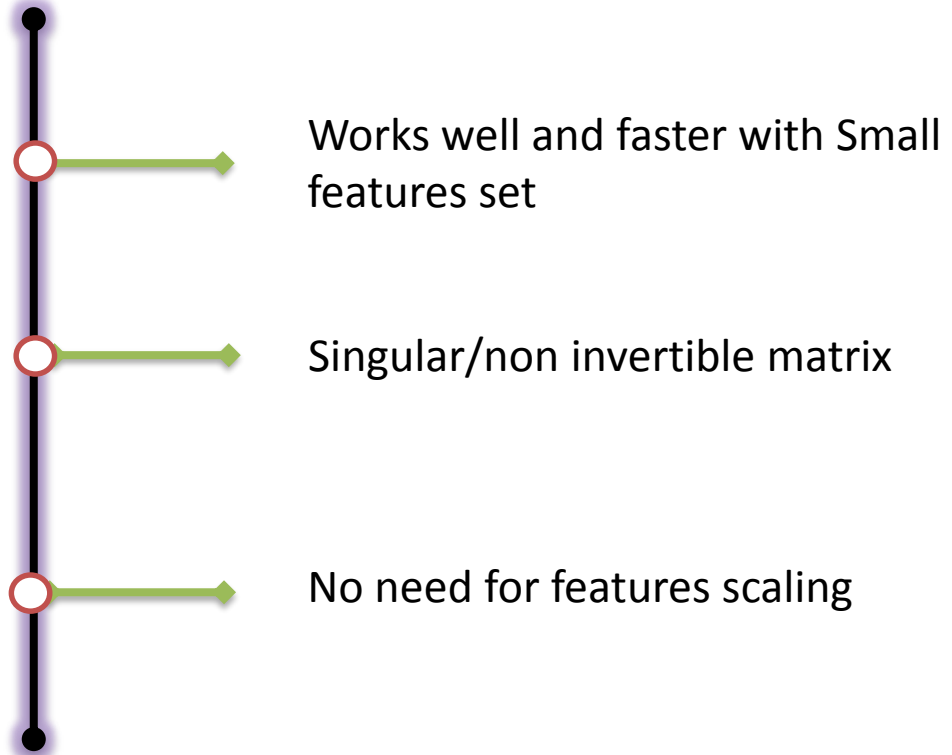 Works well and faster with Small
features set
Singular/non invertible matrix
No need for features scaling